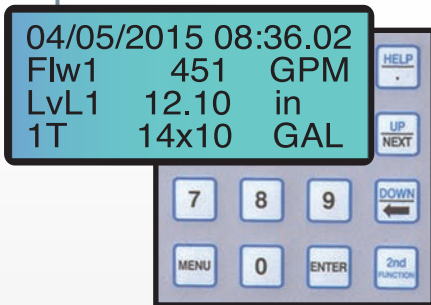 04/05/2015 08:36.02
Flw1 451 GPM
LvL1 12.10 in
1T 14x10 GAL
HELP
.
UP
NEXT
7 8 9 DOWN
MENU 0 ENTER 2nd
FUNCTION